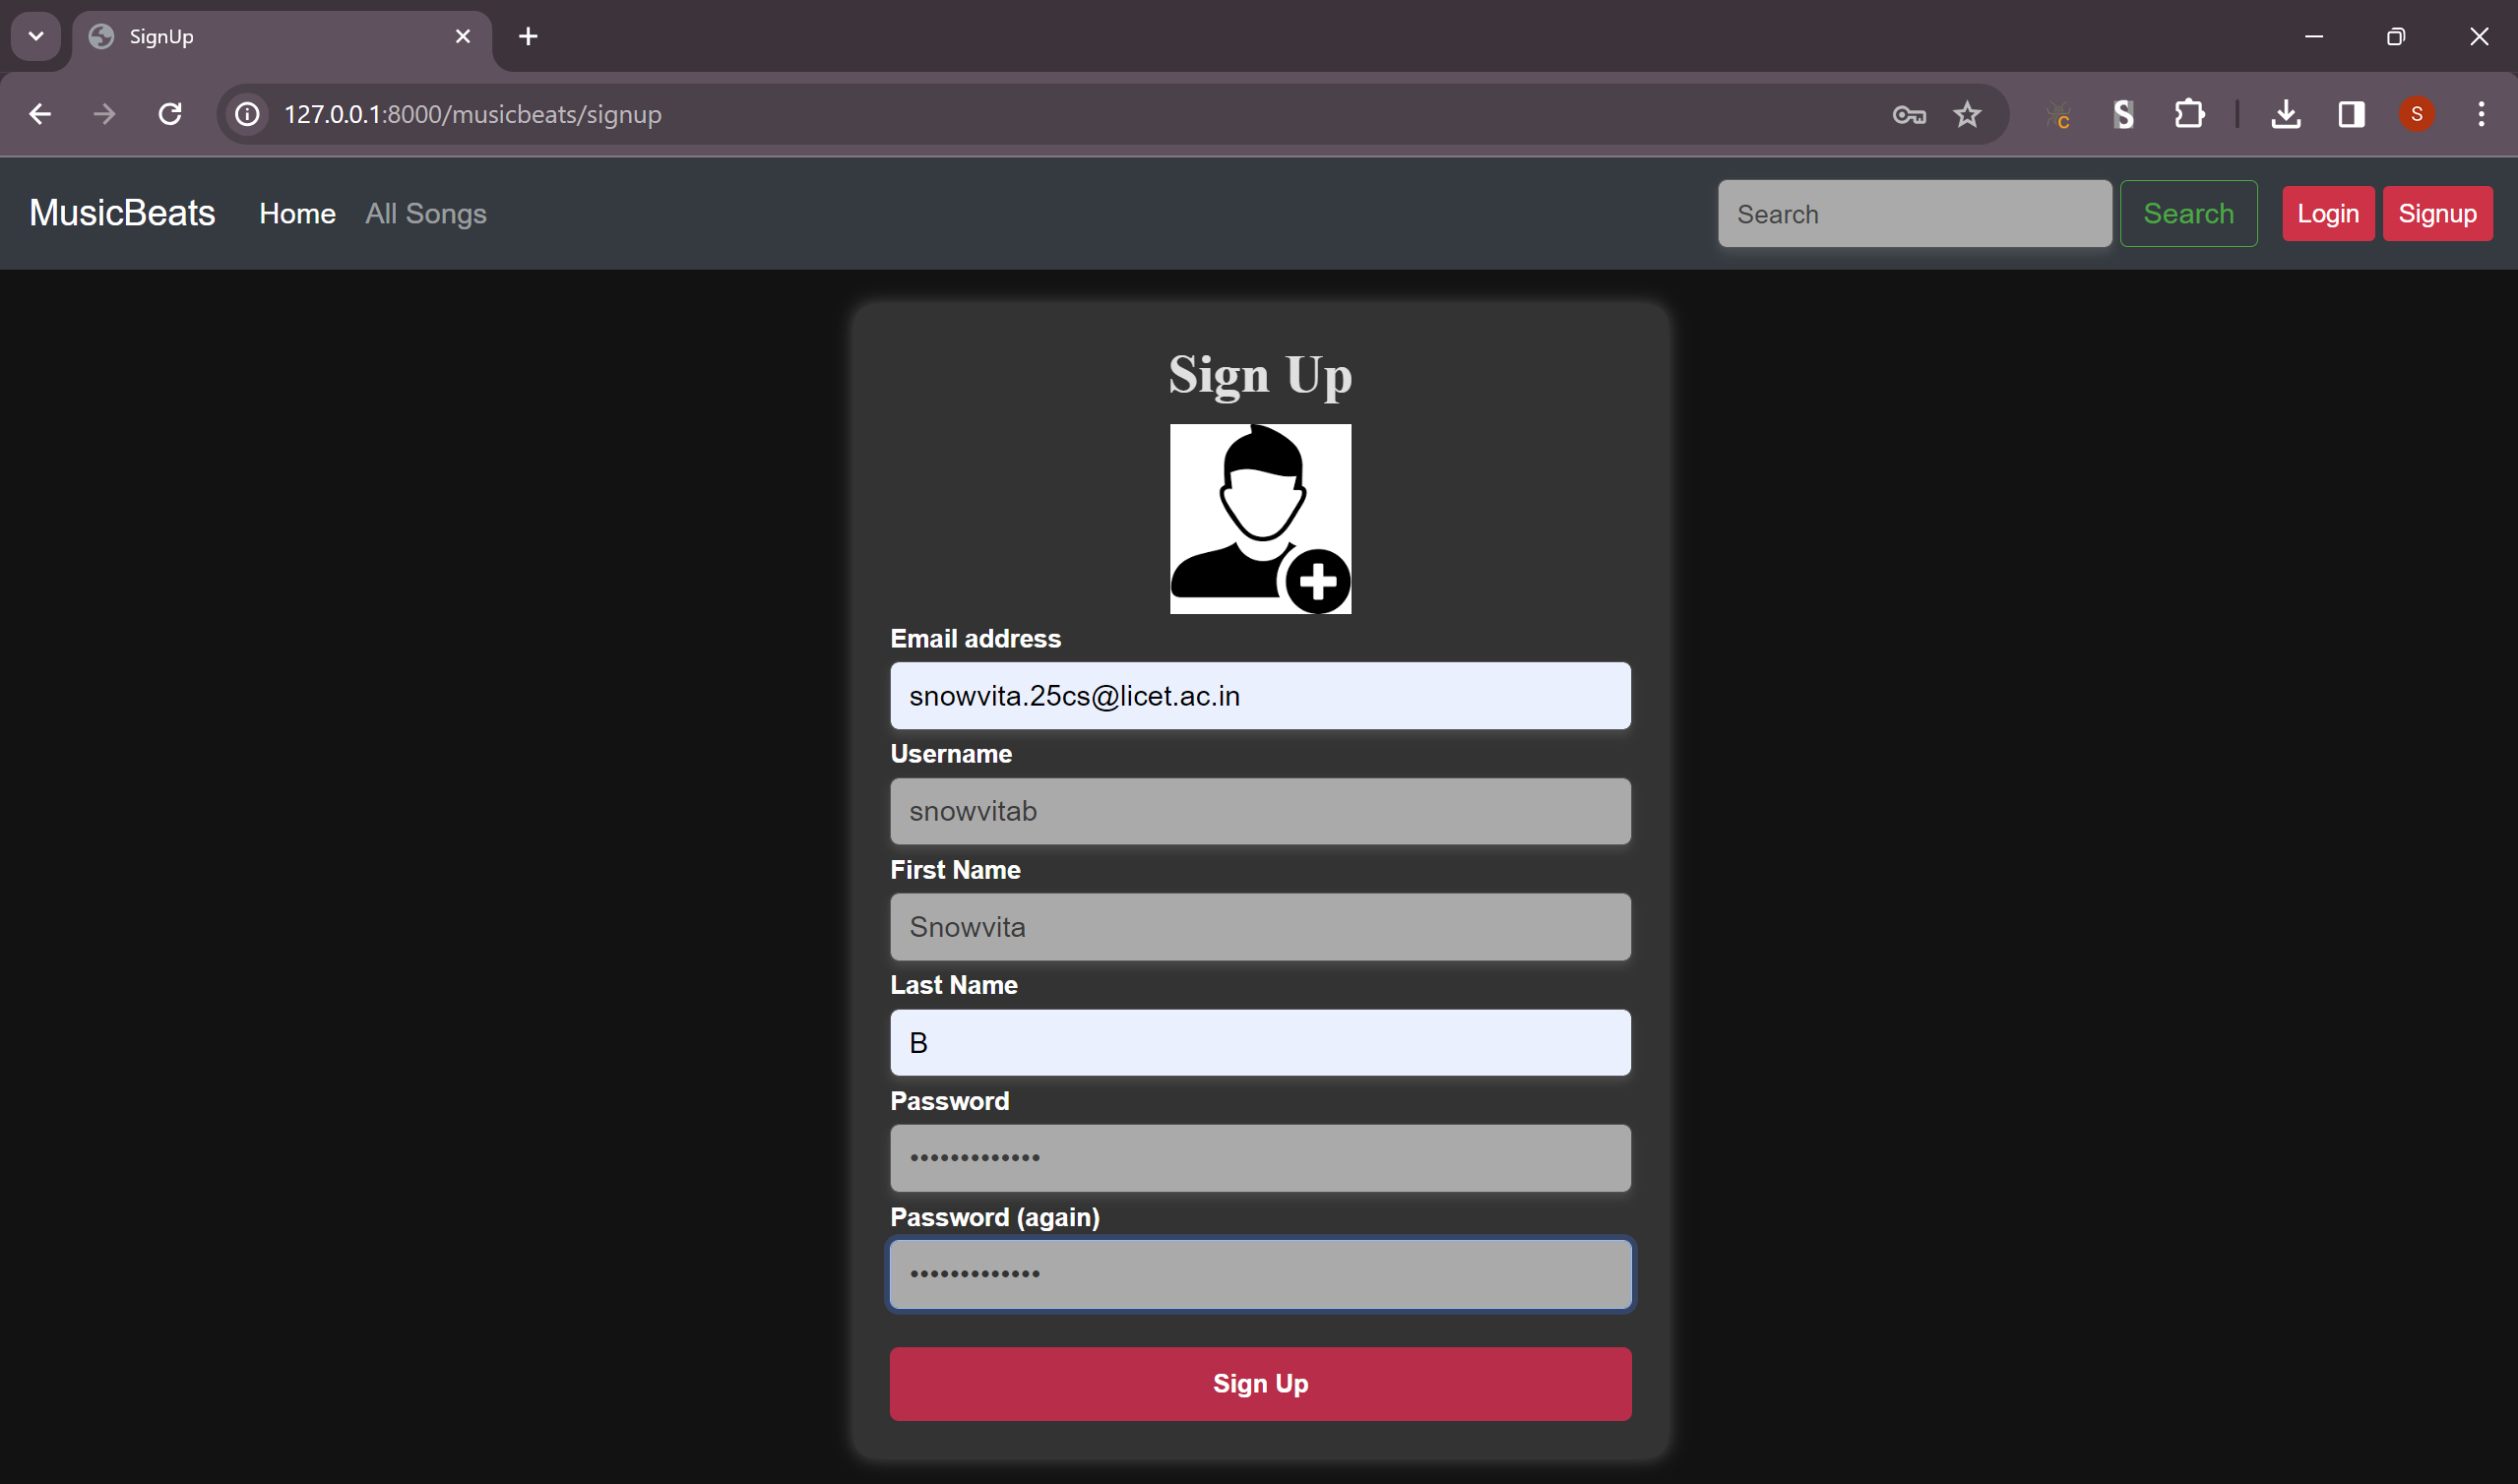 SignUp
127.0.0.1:8000/musicbeats/signup
S
C
S
MusicBeats Home All Songs Search Search Login Signup
Sign Up
Email address
snowvita.25cs@licet.ac.in
Username
snowvitab
First Name
Snowvita
Last Name
B
Password
•••••••••••••
Password (again)
•••••••••••••
Sign Up